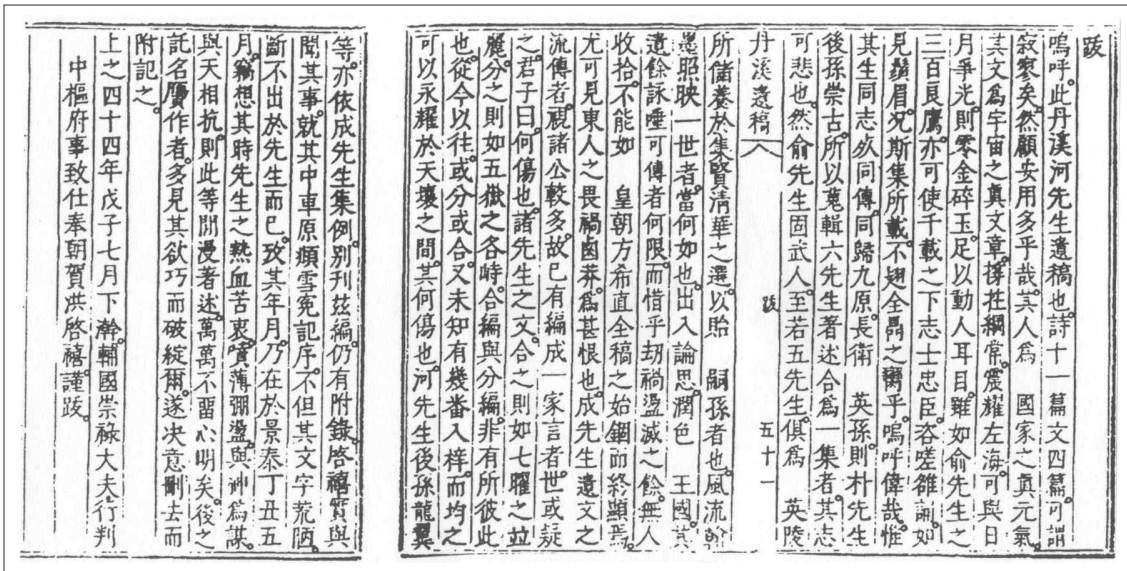 跋
嗚呼。此丹溪河先生遺稿也。詩十一篇文四篇。可謂
寂寥矣。然顧安用多乎哉。其人爲　國家之眞元氣。
其文爲宇宙之眞文章。撐拄綱常。震耀左海。可與日
月爭光。則零金碎玉。足以動人耳目。雖如俞先生之
三百良鷹。亦可使千載之下志士忠臣。咨嗟雒誦。如
見鬚眉。况斯集所載。不翅全鼎之臠乎。嗚呼偉哉。惟
其生同志死同傳。同歸九原。長衛　英孫。則朴先生
後孫崇古。所以蒐輯六先生著述。合爲一集者。其志
可悲也。然俞先生固武人。至若五先生。俱爲　英陵
丹溪遺稿　跋　五十一
所儲養於集賢淸華之選。以貽　嗣孫者也。風流翰
墨。照映一世者。當何如也。出入論思。潤色　王國。其
遺餘詠唾可傳者何限。而惜乎刧禍盪滅之餘。無人
收拾。不能如　皇朝方希直全稿之始錮而終顯焉。
尤可見東人之畏禍鹵莽。爲甚恨也。成先生遺文之
流傳者。視諸公較多。故已有編成一家言者。世或疑
之。君子曰。何傷也。諸先生之文。合之則如七曜之竝
麗。分之則如五嶽之各峙。合編與分編。非有所彼此
也。從今以往。或分或合。又未知有幾番入梓。而均之
可以永耀於天壤之間。其何傷也。河先生後孫龍翼
等。亦依成先生集例。別刊玆編。仍有附錄。啓禧實與
聞其事。就其中車原頫雪寃記序。不但其文字荒陋。
斷不出於先生而已。攷其年月。乃在於景泰丁丑五
月。竊想其時先生之熱血苦衷。噴薄彌盪。與神爲謀。
與天相抗。則此等閒漫著述。萬萬不留心明矣。後之
託名贗作者。多見其欲巧而破綻爾。遂决意刪去而
附記之。
上之四十四年戊子七月下澣。輔國崇祿大夫行判
中樞府事致仕奉朝賀洪啓禧謹跋。